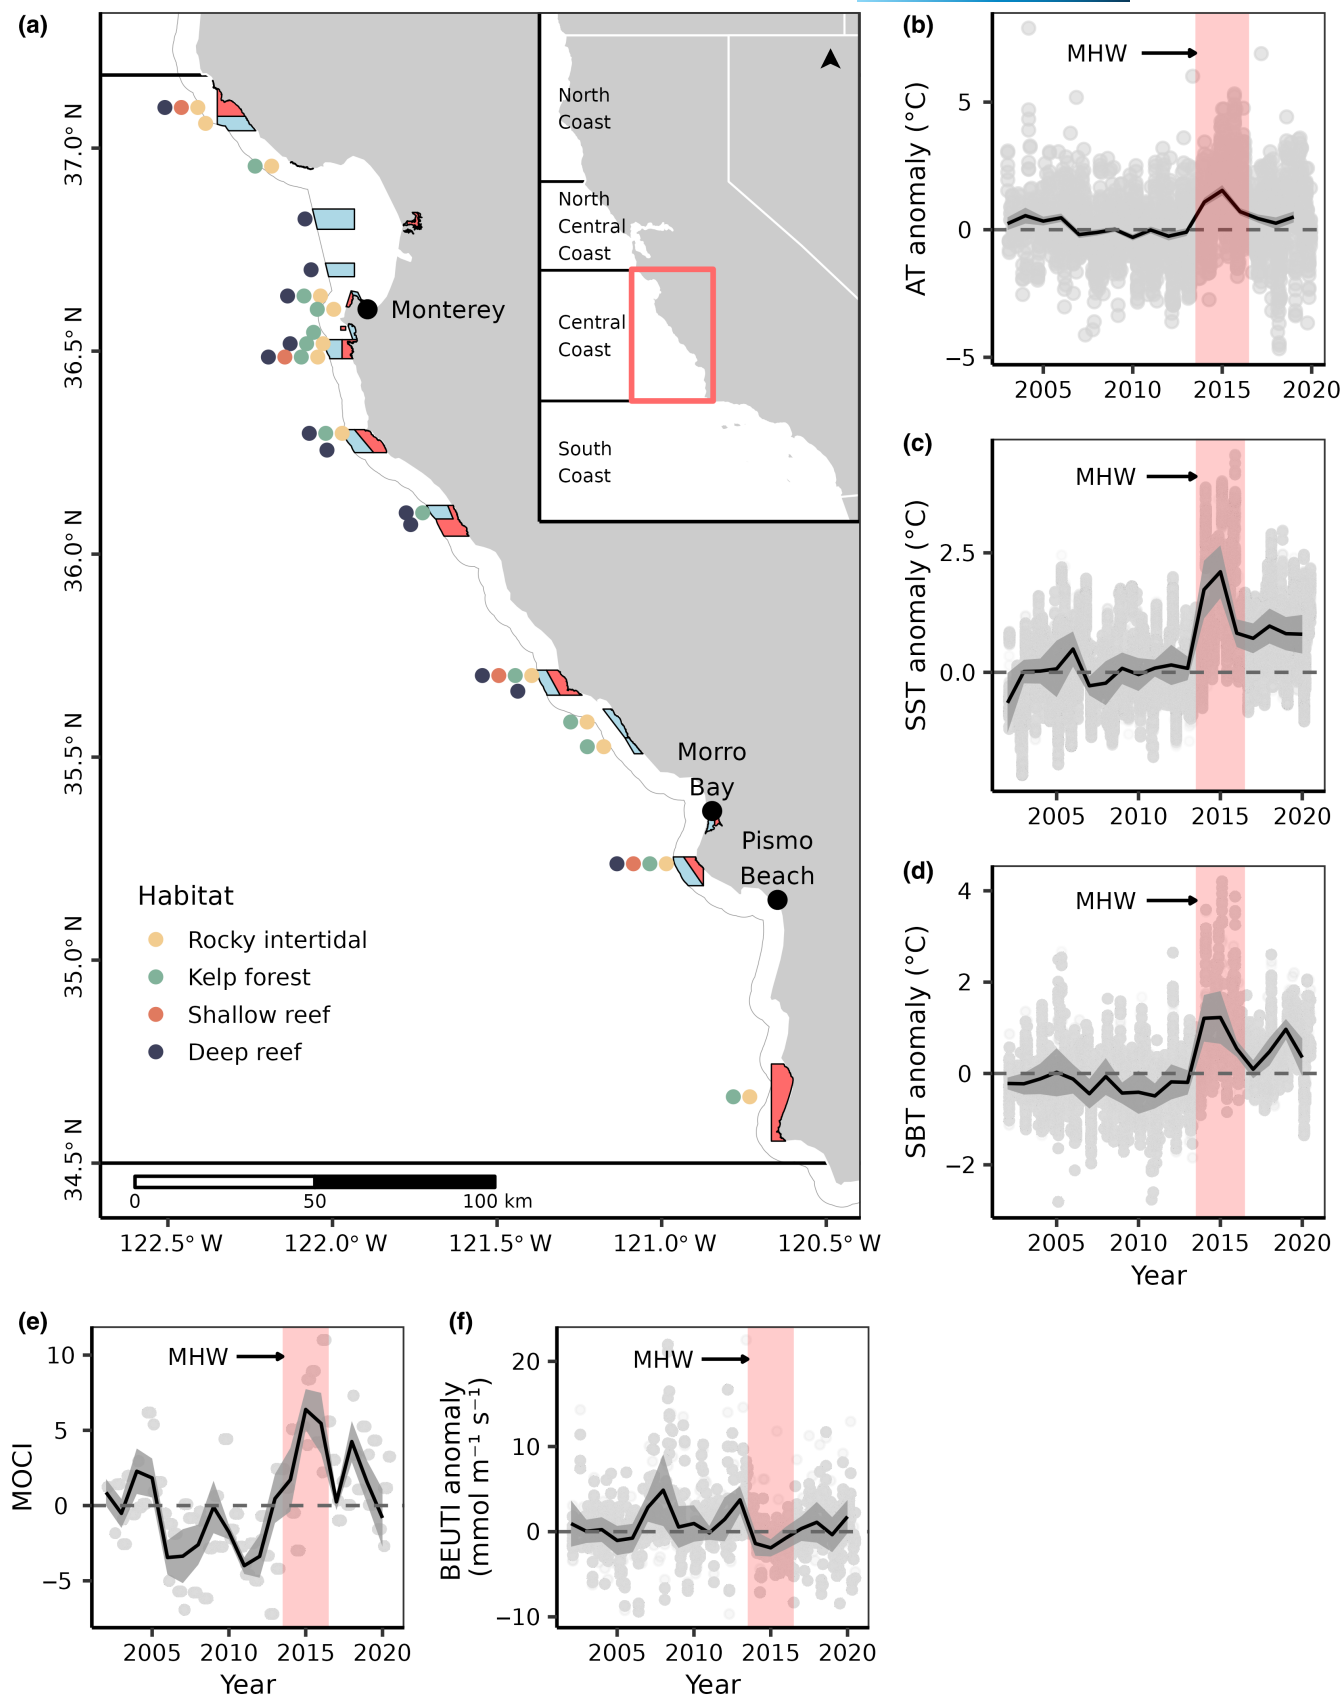 (a)
37.0° N
36.5° N
36.0° N
35.5° N
35.0° N
34.5° N
122.5° W
122.0° W
121.5° W
121.0° W
120.5° W
North
Coast
North
Central
Coast
Central
Coast
South
Coast
Monterey
Morro
Bay
Pismo
Beach
Habitat
Rocky intertidal
Kelp forest
Shallow reef
Deep reef
0
50
100 km
(b)
AT anomaly (°C)
MHW
5
0
−5
2005
2010
2015
2020
(c)
SST anomaly (°C)
MHW
2.5
0.0
2005
2010
2015
2020
(d)
SBT anomaly (°C)
MHW
4
2
0
−2
2005
2010
2015
2020
Year
(e)
MOCI
MHW
10
5
0
−5
2005
2010
2015
2020
Year
(f)
BEUTI anomaly
(mmol m⁻¹ s⁻¹)
MHW
20
10
0
−10
2005
2010
2015
2020
Year